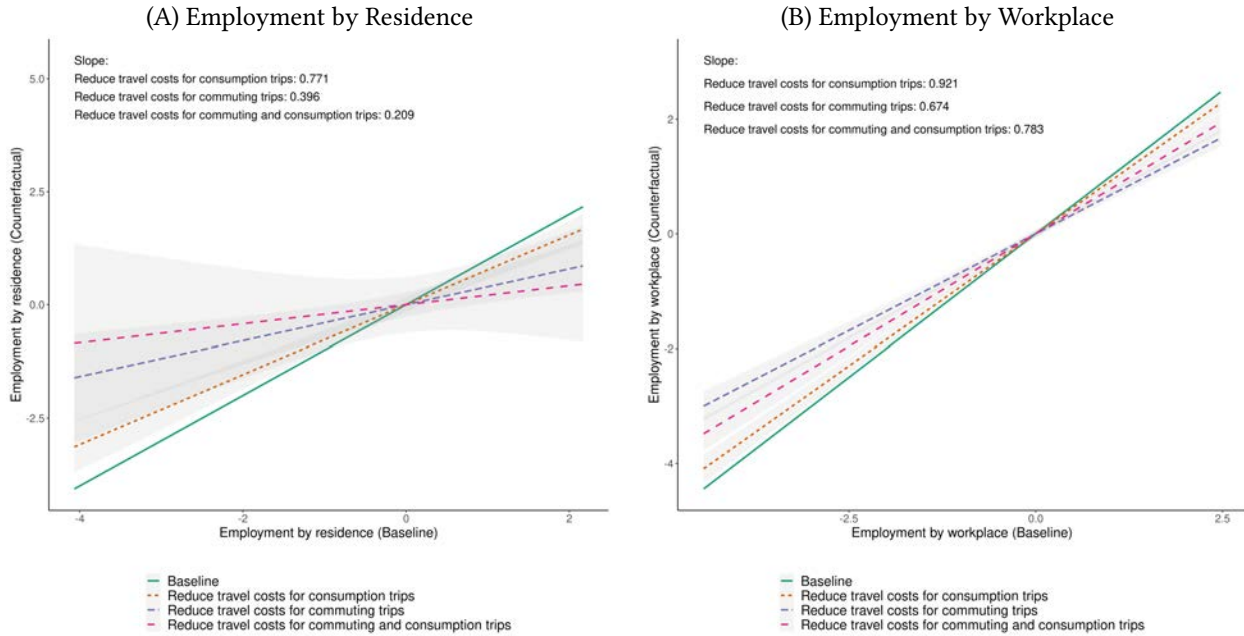 (A) Employment by Residence
Slope:
Reduce travel costs for consumption trips: 0.771
Reduce travel costs for commuting trips: 0.396
Reduce travel costs for commuting and consumption trips: 0.209
5.0
2.5
0.0
-2.5
Employment by residence (Counterfactual)
-4
-2
0
2
Employment by residence (Baseline)
Baseline
Reduce travel costs for consumption trips
Reduce travel costs for commuting trips
Reduce travel costs for commuting and consumption trips
(B) Employment by Workplace
Slope:
Reduce travel costs for consumption trips: 0.921
Reduce travel costs for commuting trips: 0.674
Reduce travel costs for commuting and consumption trips: 0.783
2
0
-2
-4
Employment by workplace (Counterfactual)
-2.5
0.0
2.5
Employment by workplace (Baseline)
Baseline
Reduce travel costs for consumption trips
Reduce travel costs for commuting trips
Reduce travel costs for commuting and consumption trips